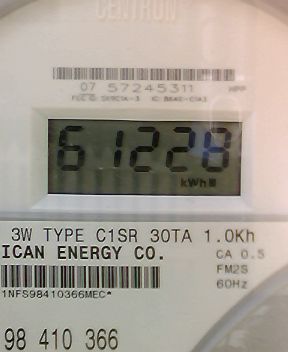 CENTRON
07 57245311
61228
kWh
3W TYPE C1SR 30TA 1.0Kh
ICAN ENERGY CO.
CA 0.5
FM2S
60Hz
1NFS98410366MEC*
98 410 366